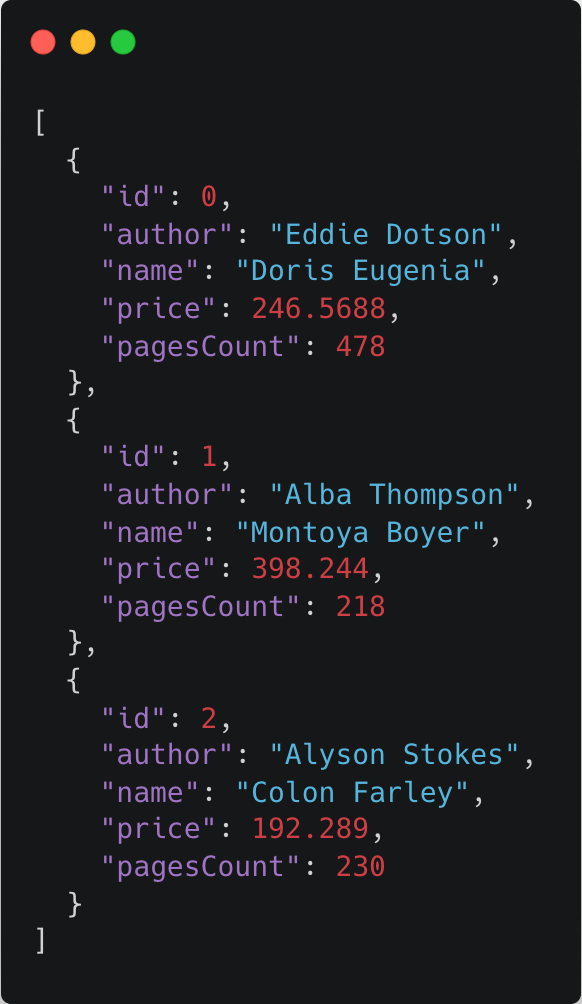 [
  {
    "id": 0,
    "author": "Eddie Dotson",
    "name": "Doris Eugenia",
    "price": 246.5688,
    "pagesCount": 478
  },
  {
    "id": 1,
    "author": "Alba Thompson",
    "name": "Montoya Boyer",
    "price": 398.244,
    "pagesCount": 218
  },
  {
    "id": 2,
    "author": "Alyson Stokes",
    "name": "Colon Farley",
    "price": 192.289,
    "pagesCount": 230
  }
]